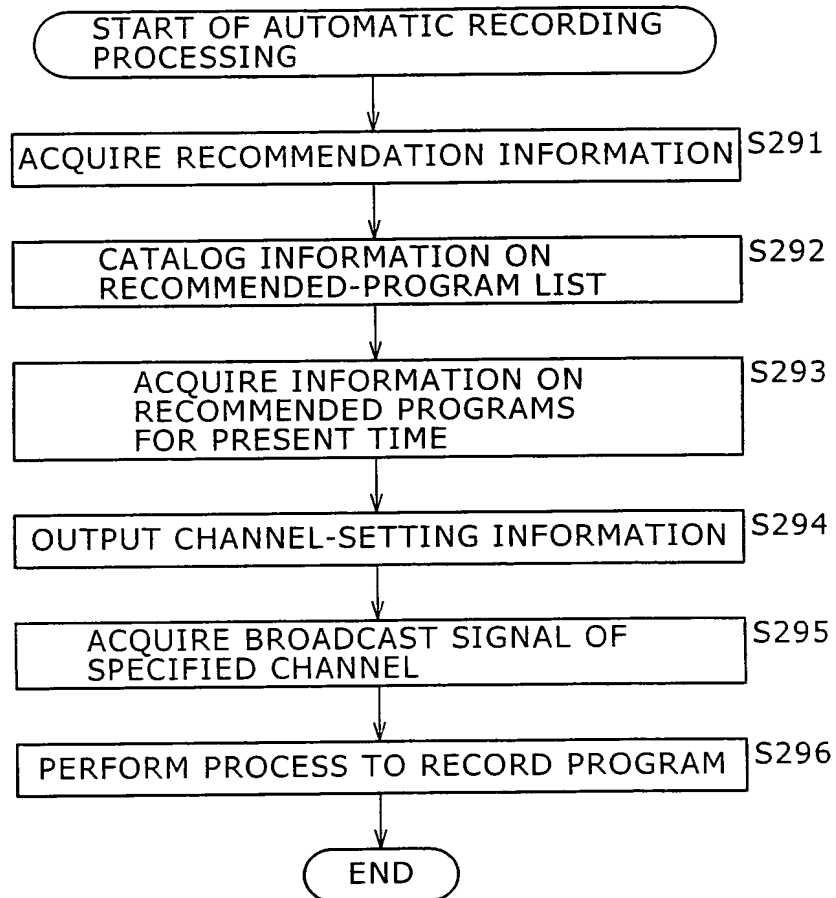 START OF AUTOMATIC RECORDING
PROCESSING
ACQUIRE RECOMMENDATION INFORMATION
S291
CATALOG INFORMATION ON
RECOMMENDED-PROGRAM LIST
S292
ACQUIRE INFORMATION ON
RECOMMENDED PROGRAMS
FOR PRESENT TIME
S293
OUTPUT CHANNEL-SETTING INFORMATION
S294
ACQUIRE BROADCAST SIGNAL OF
SPECIFIED CHANNEL
S295
PERFORM PROCESS TO RECORD PROGRAM
S296
END